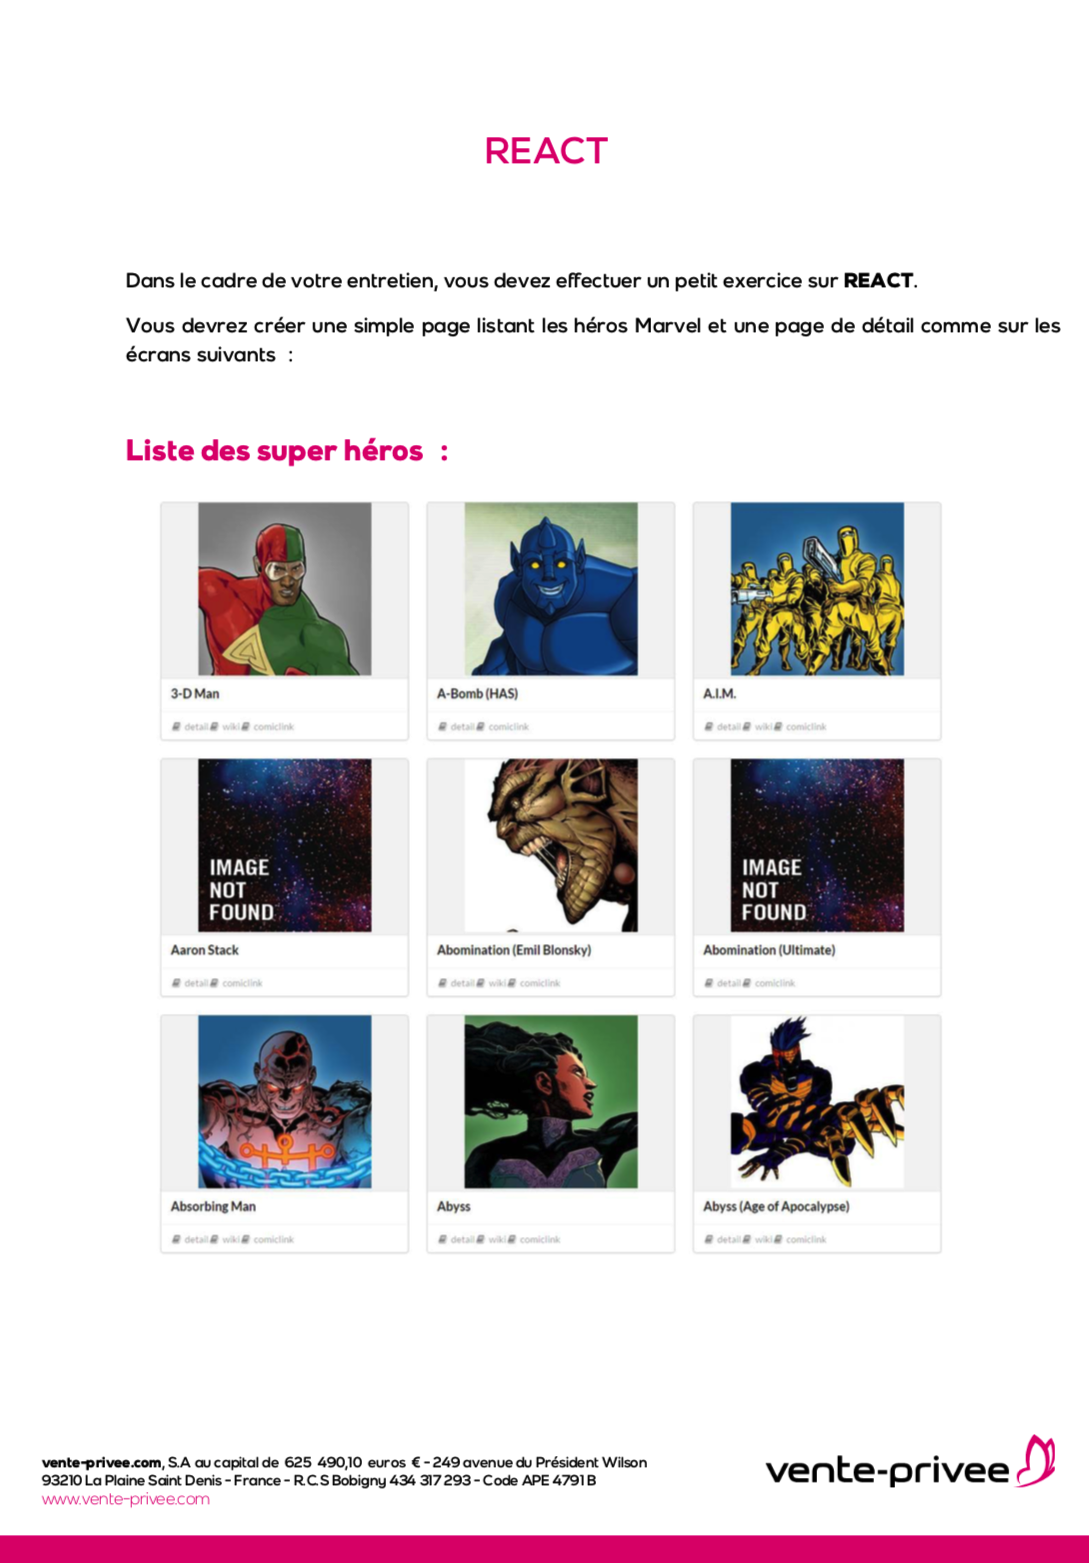 REACT
Dans le cadre de votre entretien, vous devez effectuer un petit exercice sur REACT.
Vous devrez créer une simple page listant les héros Marvel et une page de détail comme sur les
écrans suivants :
Liste des super héros :
3-D Man
A-Bomb (HAS)
A.I.M.
detail wiki comiclink
detail comiclink
detail wiki comiclink
IMAGE
NOT
FOUND
IMAGE
NOT
FOUND
Aaron Stack
Abomination (Emil Blonsky)
Abomination (Ultimate)
detail comiclink
detail wiki comiclink
detail comiclink
Absorbing Man
Abyss
Abyss (Age of Apocalypse)
detail wiki comiclink
detail wiki comiclink
detail wiki comiclink
vente-privee.com, S.A au capital de 625 490,10 euros € - 249 avenue du Président Wilson
93210 La Plaine Saint Denis - France - R.C.S Bobigny 434 317 293 - Code APE 4791 B
www.vente-privee.com
vente-privee